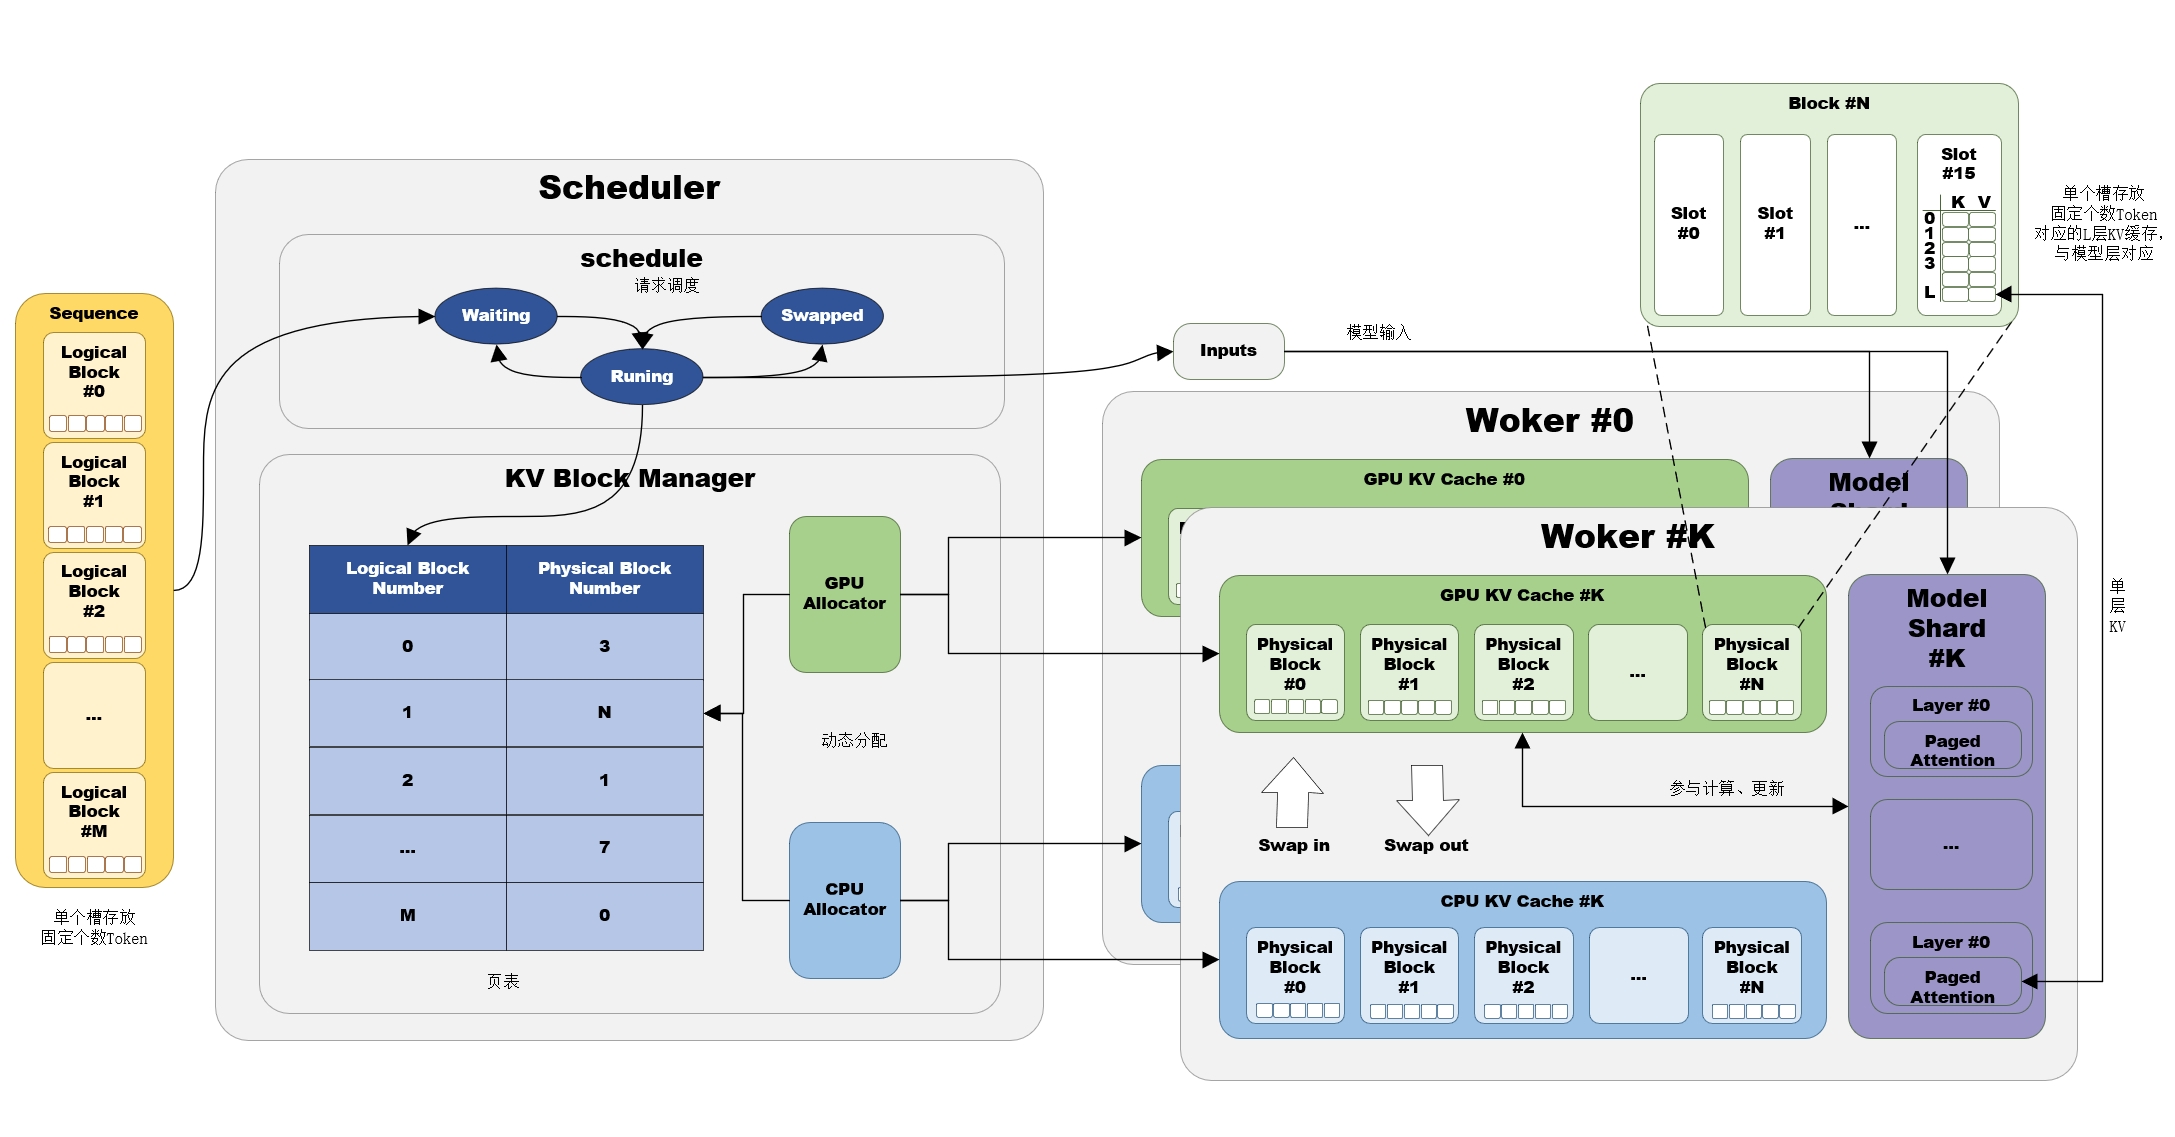 Sequence
Logical
Block
#0
Logical
Block
#1
Logical
Block
#2
...
Logical
Block
#M
单个槽存放
固定个数Token
Scheduler
schedule
请求调度
Waiting
Swapped
Runing
KV Block Manager
Logical Block
Number
Physical Block
Number
0
3
1
N
2
1
...
7
M
0
页表
GPU
Allocator
动态分配
CPU
Allocator
Inputs
模型输入
Block #N
Slot
#0
Slot
#1
...
Slot
#15
K V
0
1
2
3
L
单个槽存放
固定个数Token
对应的L层KV缓存,
与模型层对应
Woker #0
GPU KV Cache #0
Model
Woker #K
GPU KV Cache #K
Physical
Block
#0
Physical
Block
#1
Physical
Block
#2
...
Physical
Block
#N
Swap in
Swap out
参与计算、更新
CPU KV Cache #K
Physical
Block
#0
Physical
Block
#1
Physical
Block
#2
...
Physical
Block
#N
Model
Shard
#K
Layer #0
Paged
Attention
...
Layer #0
Paged
Attention
单
层
KV